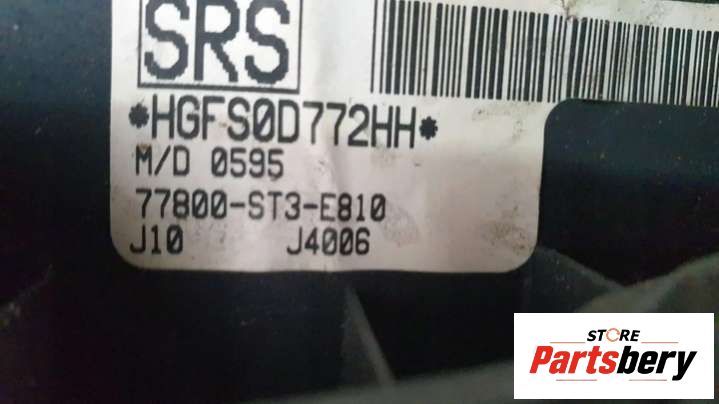 SRS
*HGFS0D772HH*
M/D 0595
77800-ST3-E810
J10 J4006
STORE
Partsbery